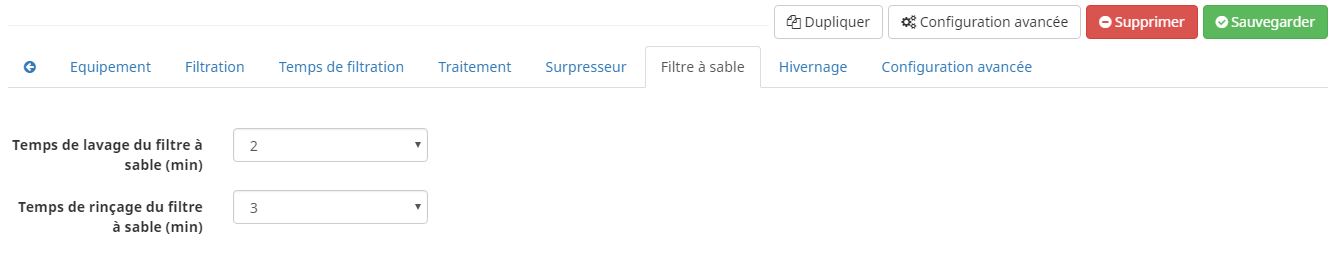 Dupliquer Configuration avancée Supprimer Sauvegarder
Equipement Filtration Temps de filtration Traitement Surpresseur Filtre à sable Hivernage Configuration avancée
Temps de lavage du filtre à
sable (min)
2
Temps de rinçage du filtre
à sable (min)
3